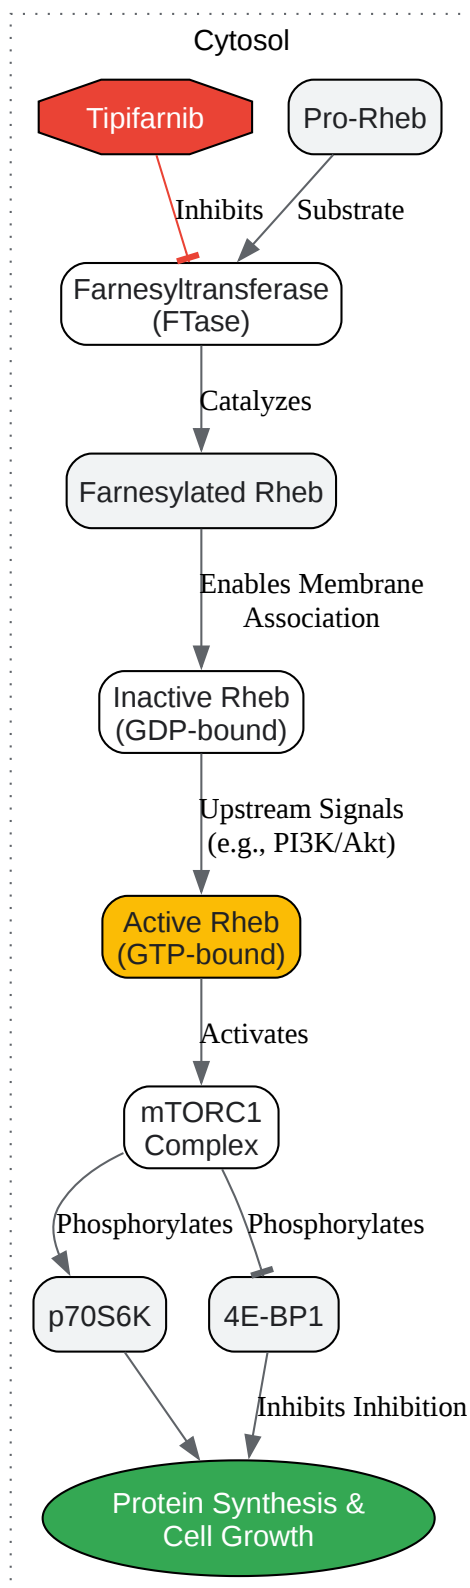 Cytosol
Tipifarnib
Pro-Rheb
Inhibits
Substrate
Farnesyltransferase
(FTase)
Catalyzes
Farnesylated Rheb
Enables Membrane
Association
Inactive Rheb
(GDP-bound)
Upstream Signals
(e.g., PI3K/Akt)
Active Rheb
(GTP-bound)
Activates
mTORC1
Complex
Phosphorylates
Phosphorylates
p70S6K
4E-BP1
Inhibits Inhibition
Protein Synthesis &
Cell Growth